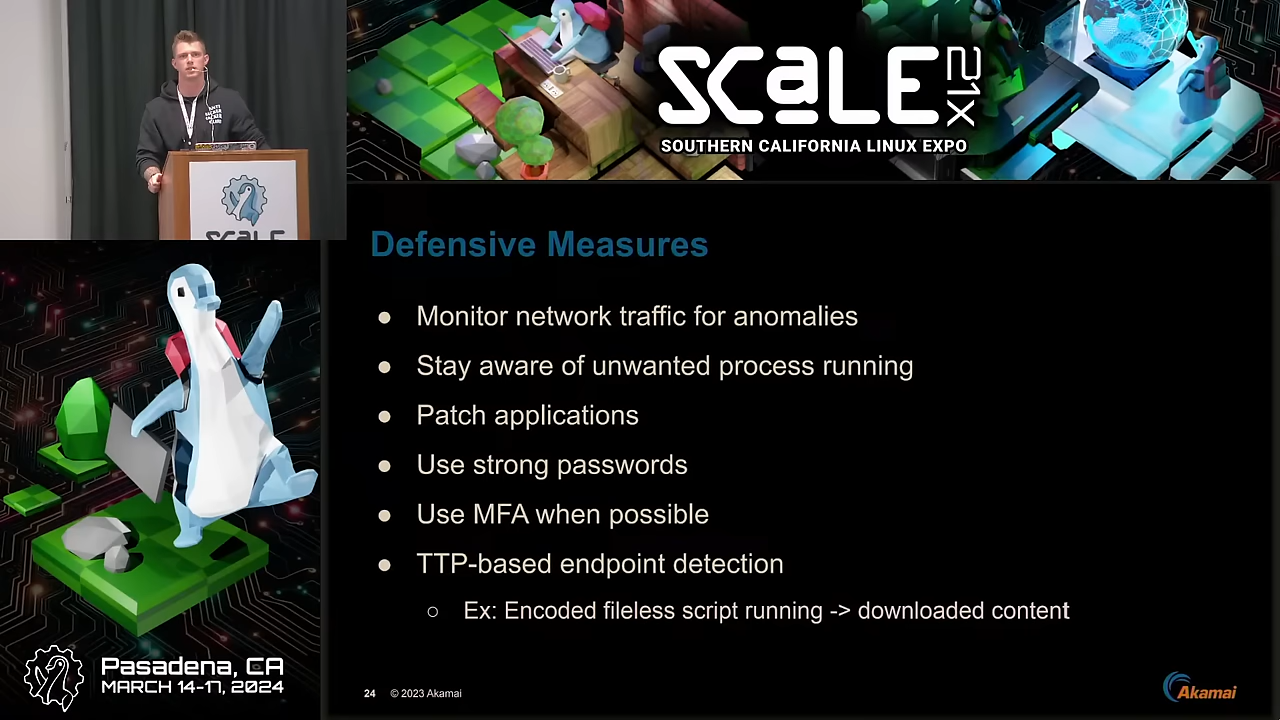 SCaLE 21X
SOUTHERN CALIFORNIA LINUX EXPO
SCALE
Defensive Measures
● Monitor network traffic for anomalies
● Stay aware of unwanted process running
● Patch applications
● Use strong passwords
● Use MFA when possible
● TTP-based endpoint detection
○ Ex: Encoded fileless script running -> downloaded content
Pasadena, CA
MARCH 14-17, 2024
24 © 2023 Akamai
Akamai